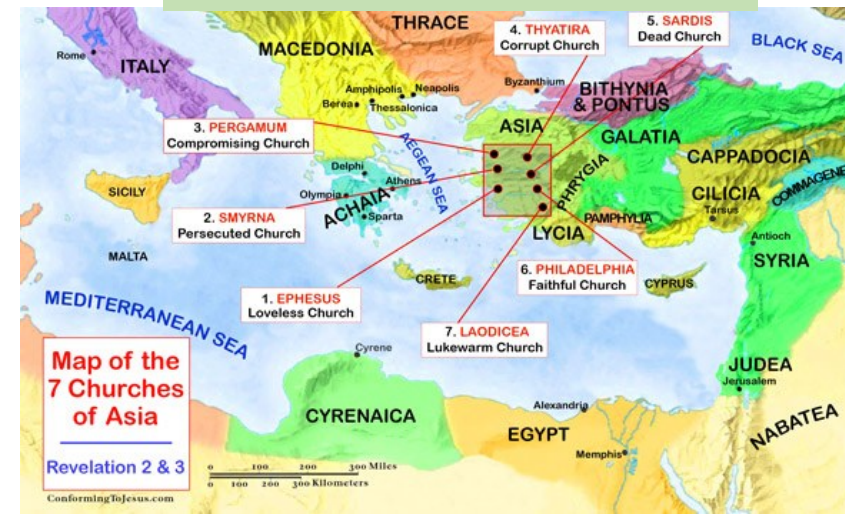 THRACE
4. THYATIRA
Corrupt Church
5. SARDIS
Dead Church
BLACK SEA
Rome
ITALY
MACEDONIA
Byzantium
BITHYNIA
& PONTUS
Amphipolis
Neapolis
Berea
Thessalonica
3. PERGAMUM
Compromising Church
ASIA
GALATIA
AEGEAN SEA
CAPPADOCIA
PHRYGIA
Delphi
Athens
Olympia
ACHAIA
Sparta
SICILY
CILICIA
Tarsus
COMMAGENE
2. SMYRNA
Persecuted Church
PAMPHYLIA
LYCIA
Antioch
SYRIA
MALTA
CRETE
6. PHILADELPHIA
Faithful Church
CYPRUS
1. EPHESUS
Loveless Church
MEDITERRANEAN SEA
7. LAODICEA
Lukewarm Church
Map of the
7 Churches
of Asia
Revelation 2 & 3
Cyrene
JUDEA
Jerusalem
CYRENAICA
Alexandria
EGYPT
NABATEA
Memphis
0 100 200 300 Miles
0 100 200 300 Kilometers
ConformingToJesus.com